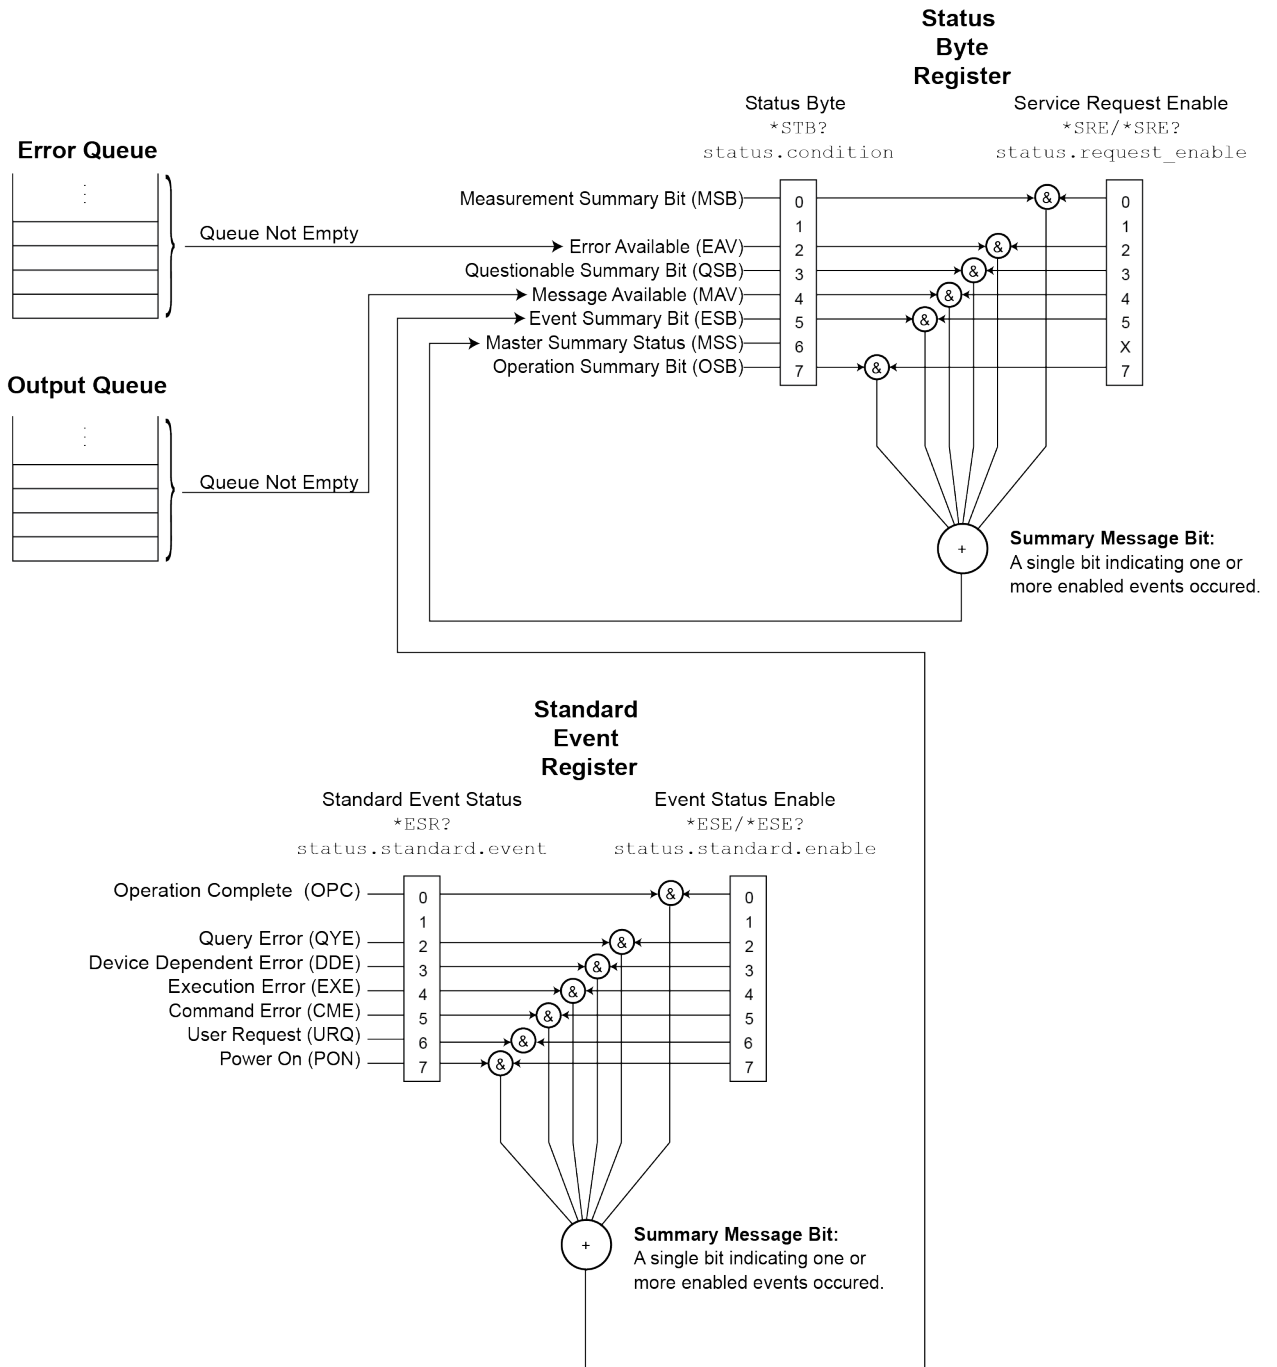 Status
Byte
Register
Status Byte
*STB?
status.condition
Service Request Enable
*SRE/*SRE?
status.request_enable
Error Queue
Queue Not Empty
Output Queue
Queue Not Empty
Measurement Summary Bit (MSB)
Error Available (EAV)
Questionable Summary Bit (QSB)
Message Available (MAV)
Event Summary Bit (ESB)
Master Summary Status (MSS)
Operation Summary Bit (OSB)
0
1
2
3
4
5
6
7
&
&
&
&
&
&
0
1
2
3
4
5
X
7
+
Summary Message Bit:
A single bit indicating one or
more enabled events occured.
Standard
Event
Register
Standard Event Status
*ESR?
status.standard.event
Event Status Enable
*ESE/*ESE?
status.standard.enable
Operation Complete (OPC)
Query Error (QYE)
Device Dependent Error (DDE)
Execution Error (EXE)
Command Error (CME)
User Request (URQ)
Power On (PON)
0
1
2
3
4
5
6
7
&
&
&
&
&
&
&
0
1
2
3
4
5
6
7
+
Summary Message Bit:
A single bit indicating one or
more enabled events occured.